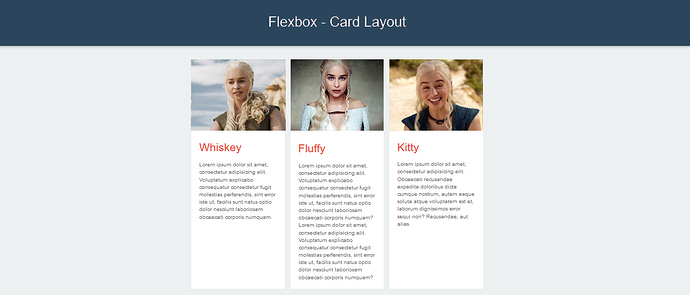 Flexbox - Card Layout
Whiskey
Lorem ipsum dolor sit amet,
consectetur adipisicing elit.
Voluptatum explicabo
consequatur consectetur fugit
molestias perferendis, sint error
iste ut, facilis sunt natus optio
dolor nesciunt laboriosam
obcaecati corporis numquam.
Fluffy
Lorem ipsum dolor sit amet,
consectetur adipisicing elit.
Voluptatum explicabo
consequatur consectetur fugit
molestias perferendis, sint error
iste ut, facilis sunt natus optio
dolor nesciunt laboriosam
obcaecati corporis numquam?
Lorem ipsum dolor sit amet,
consectetur adipisicing elit.
Voluptatum explicabo
consequatur consectetur fugit
molestias perferendis, sint error
iste ut, facilis sunt natus optio
dolor nesciunt laboriosam
obcaecati corporis numquam?
Kitty
Lorem ipsum dolor sit amet,
consectetur adipisicing elit.
Obcaecati recusandae
expedita doloribus dicta
cumque nostrum, autem eaque
soluta atque voluptatem est et,
laborum dignissimos error
sequi non? Recusandae, aut
alias